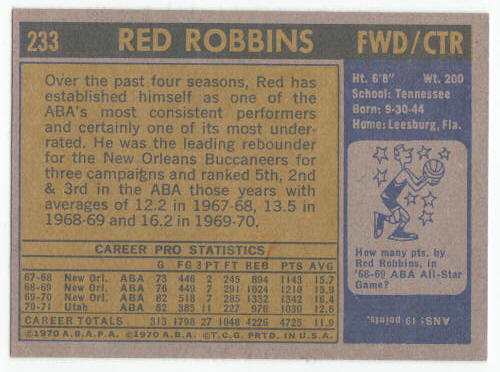 233 RED ROBBINS FWD/CTR
Over the past four seasons, Red has
established himself as one of the
ABA's most consistent performers
and certainly one of its most under-
rated. He was the leading rebounder
for the New Orleans Buccaneers for
three campaigns and ranked 5th, 2nd
& 3rd in the ABA those years with
averages of 12.2 in 1967-68, 13.5 in
1968-69 and 16.2 in 1969-70.
Ht. 6'8" Wt. 200
School: Tennessee
Born: 9-30-44
Home: Leesburg, Fla.
How many pts. by
Red Robbins, in
'68-69 ABA All-Star
Game?
ANS: 19 points.
CAREER PRO STATISTICS
G FG 3 PT FT REB PTS AVG
67-68 New Orl. ABA 73 446 2 245 894 1143 15.7
68-69 New Orl. ABA 76 449 7 291 1024 1210 15.9
69-70 New Orl. ABA 82 518 7 285 1332 1342 16.4
70-71 Utah ABA 82 385 11 227 976 1030 12.6
CAREER TOTALS 313 1798 27 1048 4226 4725 11.9
©1970 A.B.A.P.A. ©1970 A.B.A. ©T.C.G. PRTD. IN U.S.A.